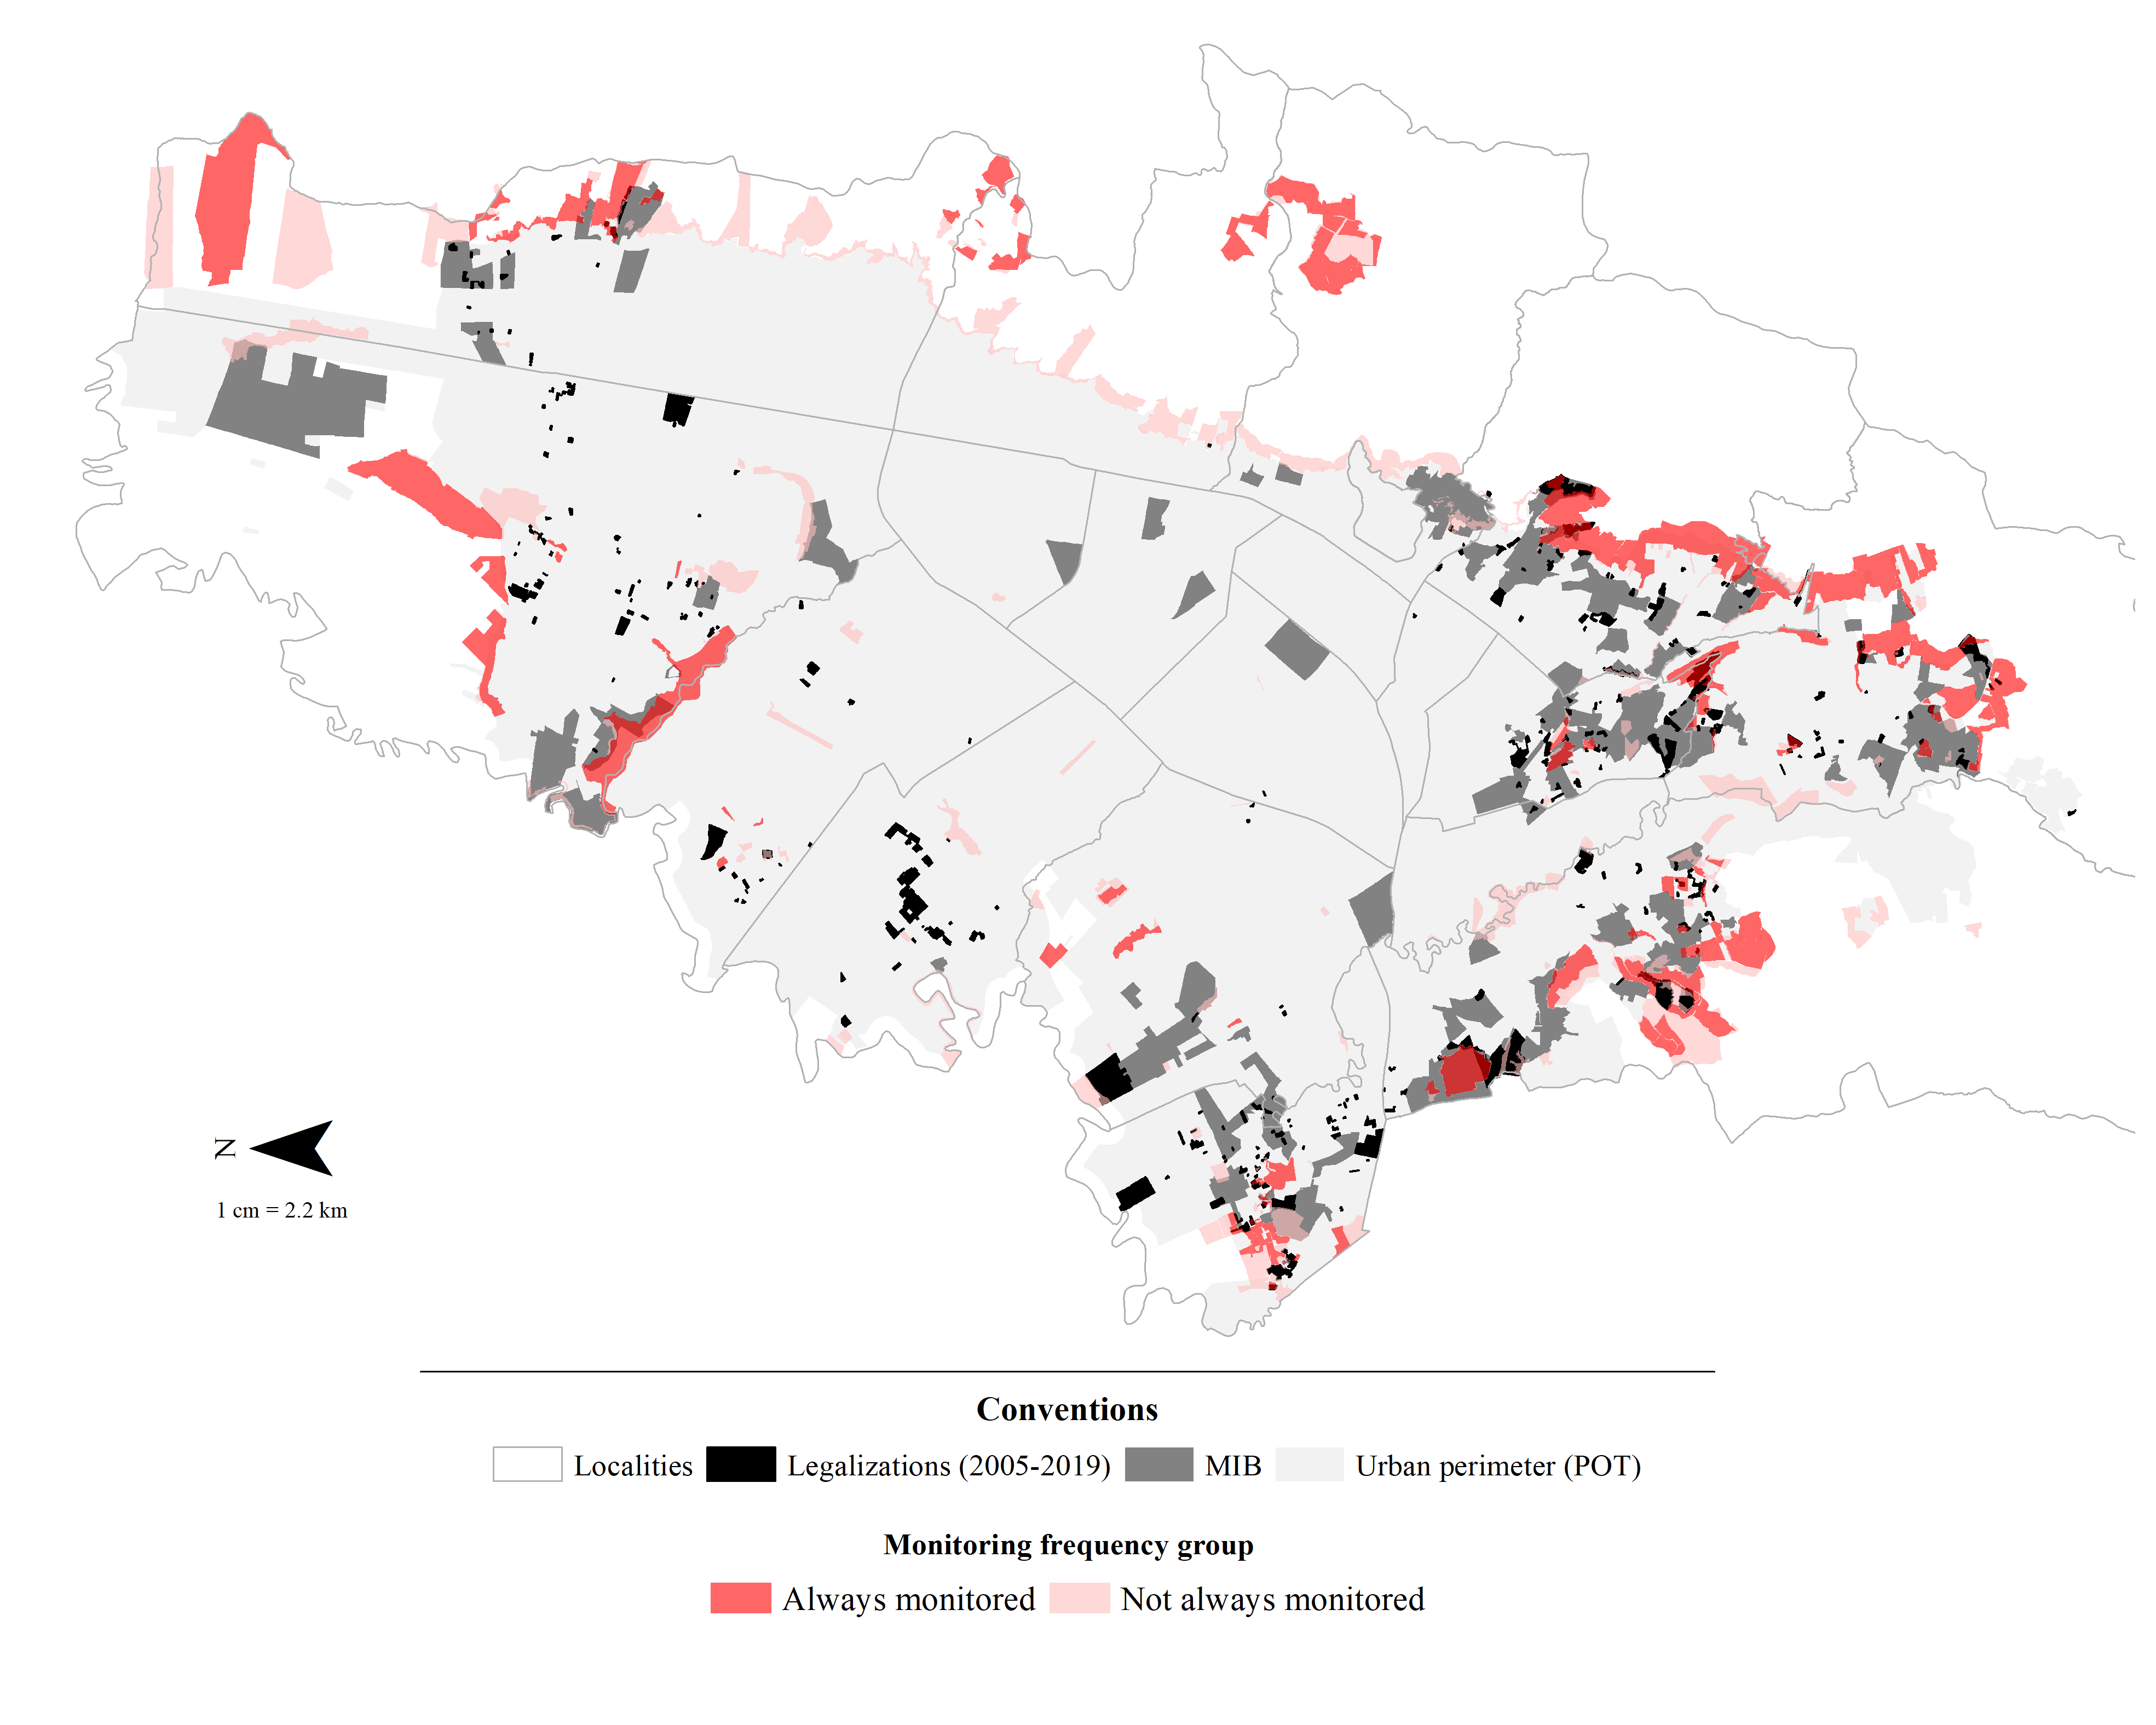 N
1 cm = 2.2 km
Conventions
Localities Legalizations (2005-2019) MIB Urban perimeter (POT)
Monitoring frequency group
Always monitored Not always monitored